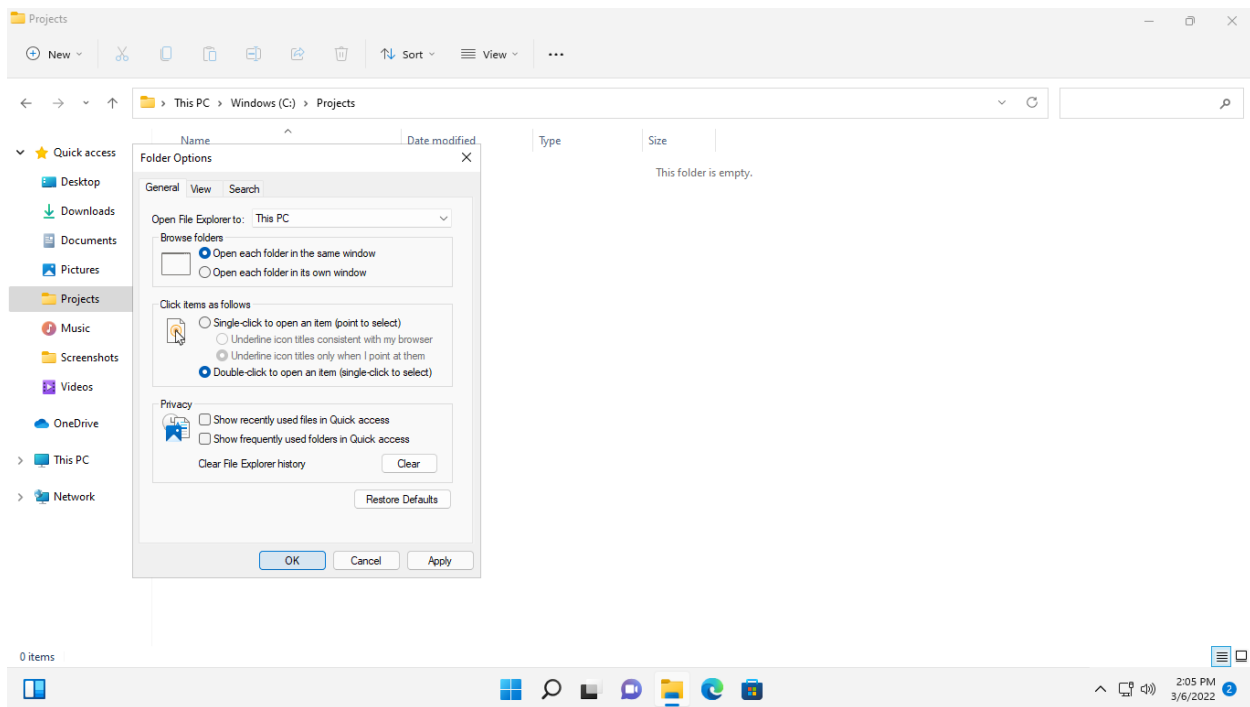 Projects
New
Sort
View
This PC > Windows (C:) > Projects
Name
Date modified
Type
Size
This folder is empty.
Quick access
Desktop
Downloads
Documents
Pictures
Projects
Music
Screenshots
Videos
OneDrive
This PC
Network
Folder Options
General
View
Search
Open File Explorer to: This PC
Browse folders
Open each folder in the same window
Open each folder in its own window
Click items as follows
Single-click to open an item (point to select)
Underline icon titles consistent with my browser
Underline icon titles only when I point at them
Double-click to open an item (single-click to select)
Privacy
Show recently used files in Quick access
Show frequently used folders in Quick access
Clear File Explorer history
Clear
Restore Defaults
OK
Cancel
Apply
0 items
2:05 PM
3/6/2022
2